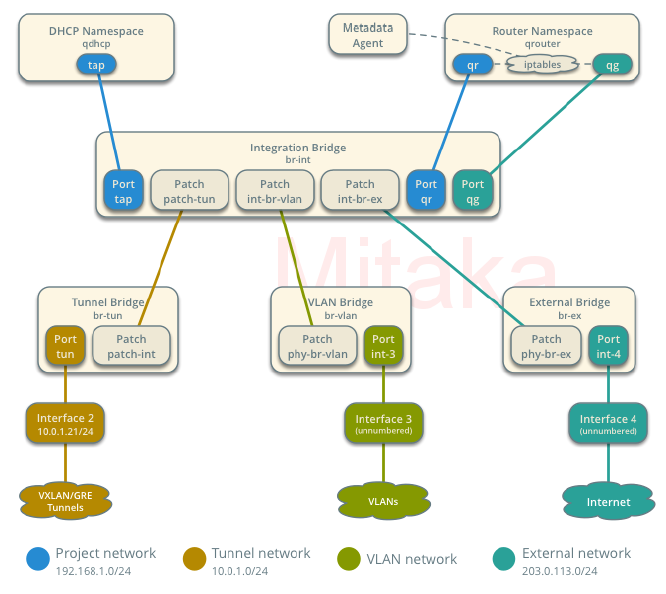 DHCP Namespace
qdhcp
tap
Metadata
Agent
Router Namespace
qrouter
qr
iptables
qg
Integration Bridge
br-int
Port
tap
Patch
patch-tun
Patch
int-br-vlan
Patch
int-br-ex
Port
qr
Port
qg
Mitaka
Tunnel Bridge
br-tun
Port
tun
Patch
patch-int
VLAN Bridge
br-vlan
Patch
phy-br-vlan
Port
int-3
External Bridge
br-ex
Patch
phy-br-ex
Port
int-4
Interface 2
10.0.1.21/24
Interface 3
(unnumbered)
Interface 4
(unnumbered)
VXLAN/GRE
Tunnels
VLANs
Internet
Project network
192.168.1.0/24
Tunnel network
10.0.1.0/24
VLAN network
External network
203.0.113.0/24